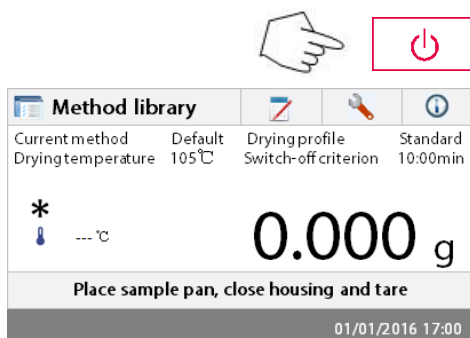 Method library
Current method Default Drying profile Standard
Drying temperature 105℃ Switch-off criterion 10:00min
*
--- ℃
0.000 g
Place sample pan, close housing and tare
01/01/2016 17:00